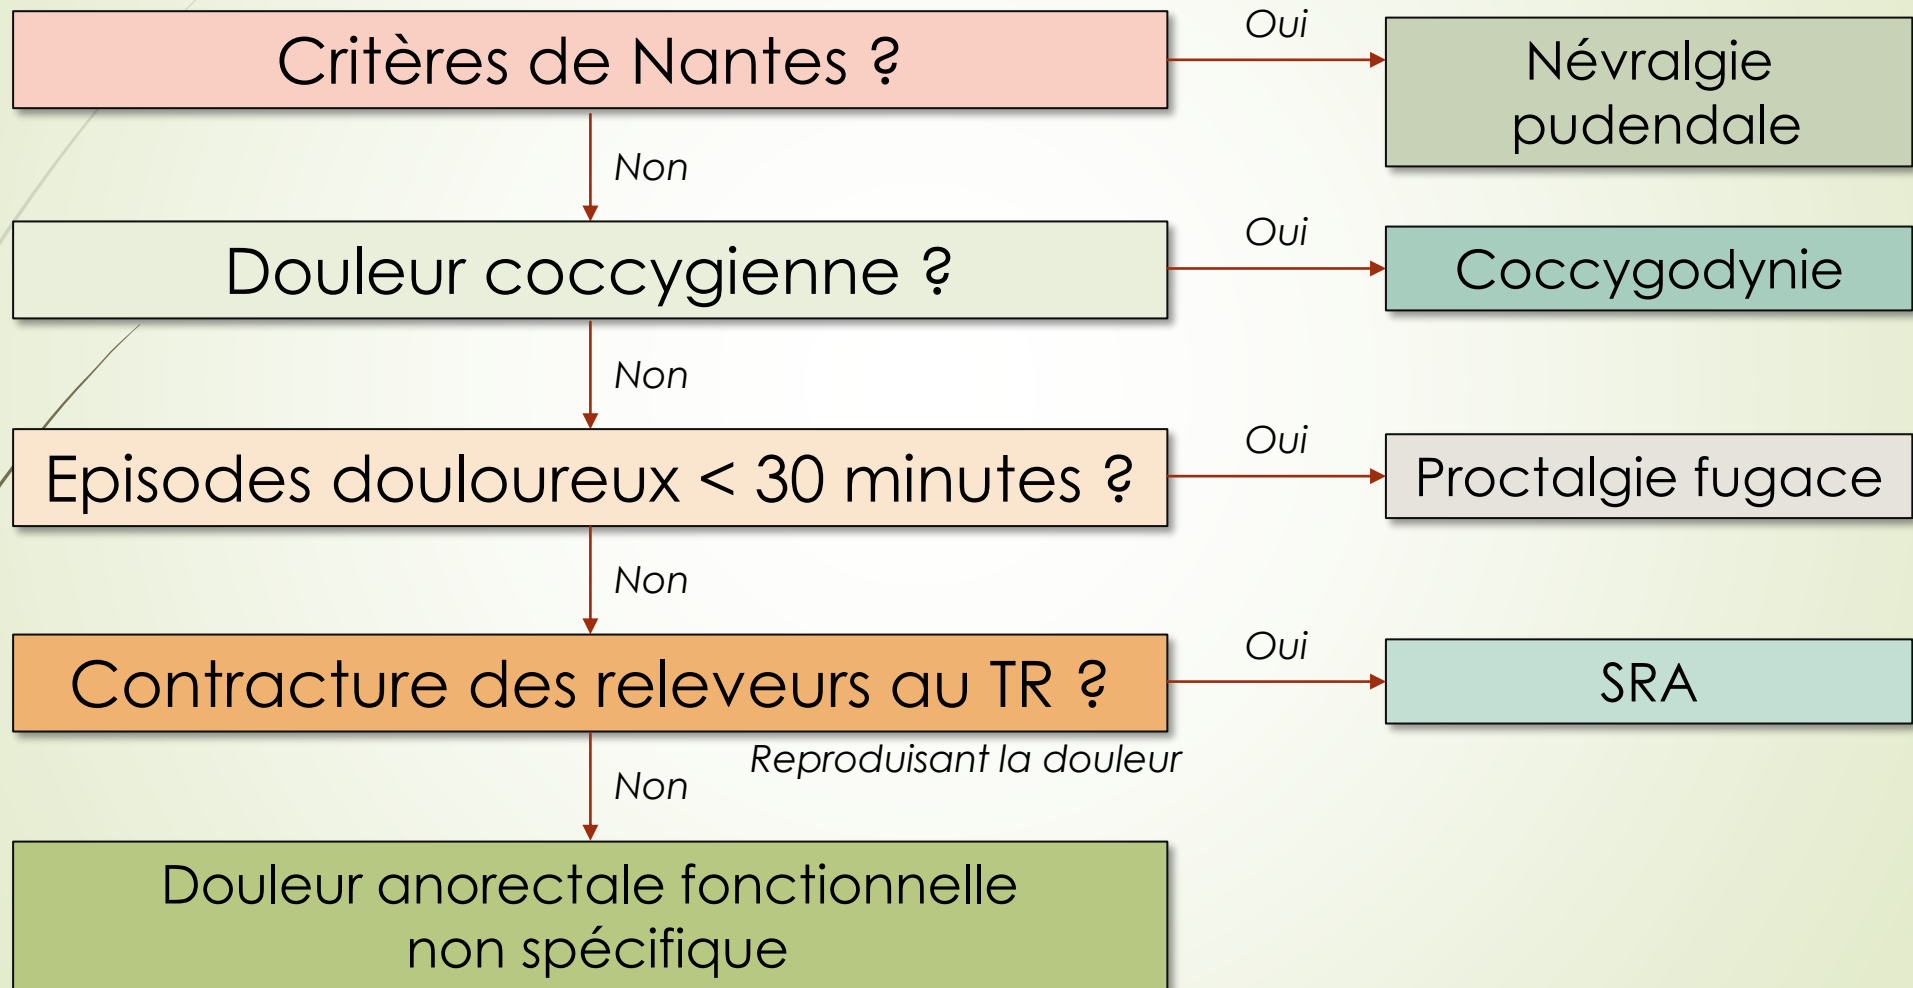 Critères de Nantes ?
Oui
Névralgie
pudendale
Non
Douleur coccygienne ?
Oui
Coccygodynie
Non
Episodes douloureux < 30 minutes ?
Oui
Proctalgie fugace
Non
Contracture des releveurs au TR ?
Oui
SRA
Reproduisant la douleur
Non
Douleur anorectale fonctionnelle
non spécifique